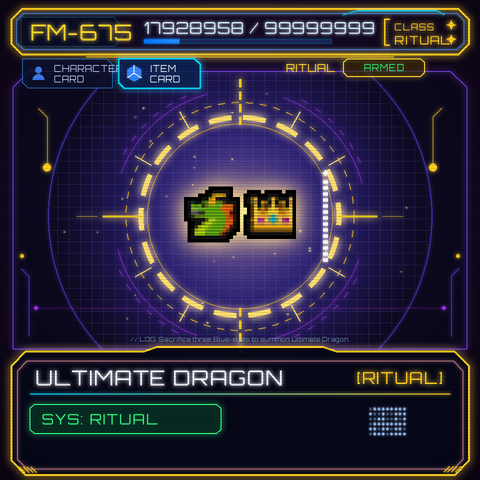 FM-675 17928958 / 99999999 CLASS RITUAL
CHARACTER CARD
ITEM CARD
RITUAL ARMED
// LOG: Sacrifice three Blue-eyes to summon Ultimate Dragon
ULTIMATE DRAGON [RITUAL]
SYS: RITUAL